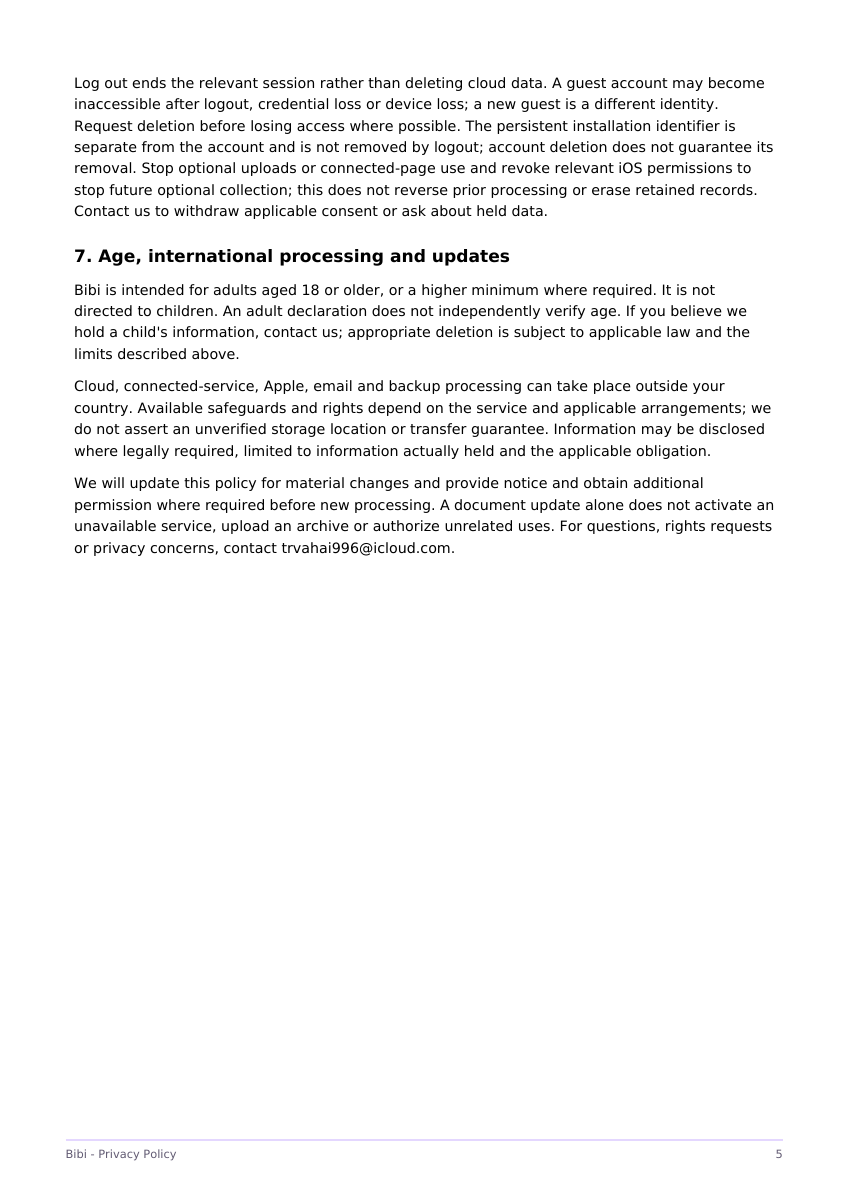 Log out ends the relevant session rather than deleting cloud data. A guest account may become
inaccessible after logout, credential loss or device loss; a new guest is a different identity.
Request deletion before losing access where possible. The persistent installation identifier is
separate from the account and is not removed by logout; account deletion does not guarantee its
removal. Stop optional uploads or connected-page use and revoke relevant iOS permissions to
stop future optional collection; this does not reverse prior processing or erase retained records.
Contact us to withdraw applicable consent or ask about held data.
7. Age, international processing and updates
Bibi is intended for adults aged 18 or older, or a higher minimum where required. It is not
directed to children. An adult declaration does not independently verify age. If you believe we
hold a child's information, contact us; appropriate deletion is subject to applicable law and the
limits described above.
Cloud, connected-service, Apple, email and backup processing can take place outside your
country. Available safeguards and rights depend on the service and applicable arrangements; we
do not assert an unverified storage location or transfer guarantee. Information may be disclosed
where legally required, limited to information actually held and the applicable obligation.
We will update this policy for material changes and provide notice and obtain additional
permission where required before new processing. A document update alone does not activate an
unavailable service, upload an archive or authorize unrelated uses. For questions, rights requests
or privacy concerns, contact trvahai996@icloud.com.
Bibi - Privacy Policy
5